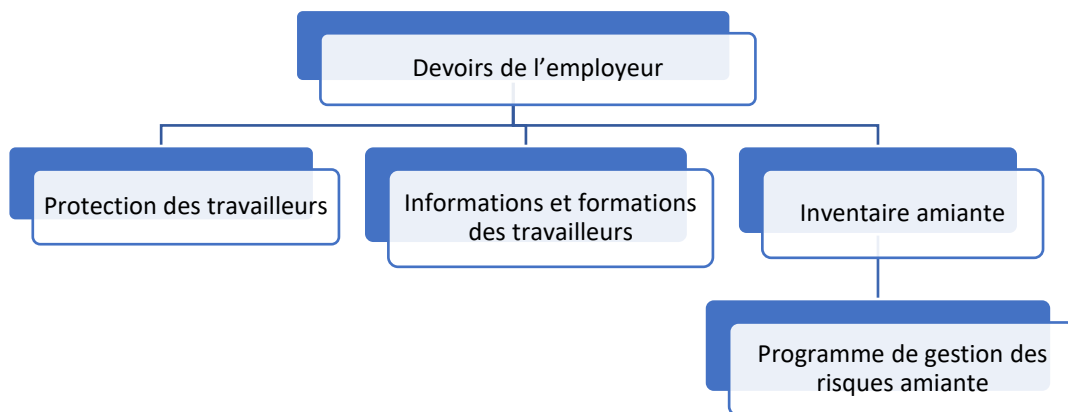 Devoirs de l’employeur
Protection des travailleurs
Informations et formations
des travailleurs
Inventaire amiante
Programme de gestion des
risques amiante